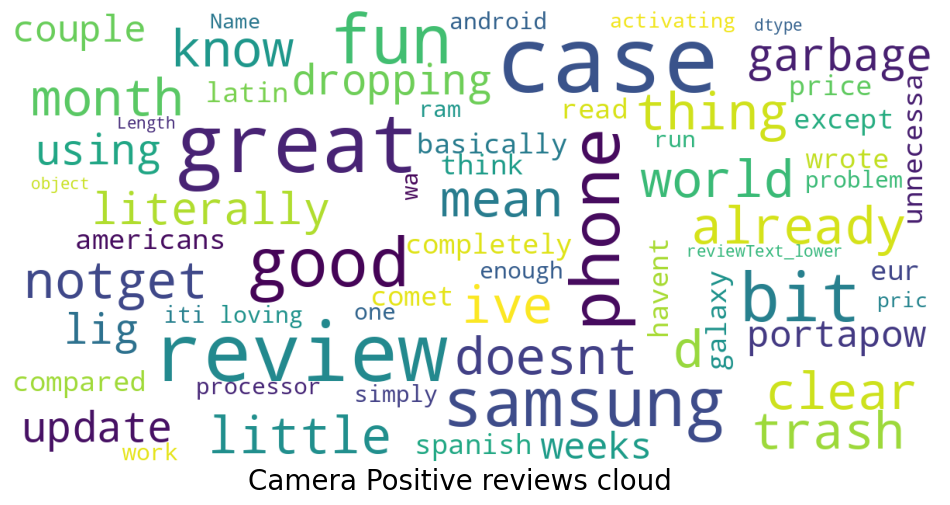 couple
Name
know
fun
android
case
activating
dtype
garbage
month
latin
dropping
ram
read
thing
price
except
Length
using
great
basically
think
run
wrote
unnecessa
object
literally
wa
mean
phone
world
problem
already
americans
good
completely
enough
havent
reviewText_lower
notget
comet
ive
galaxy
bit
eur
pric
lig
iti loving
one
review
doesnt
d
portapow
compared
processor
simply
samsung
clear
update
work
little
spanish
weeks
trash
Camera Positive reviews cloud